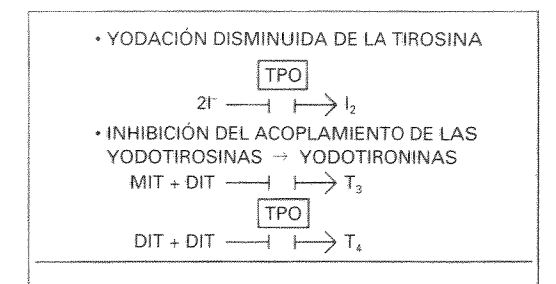 • YODACIÓN DISMINUIDA DE LA TIROSINA
TPO
2I⁻ ⟶ I₂
• INHIBICIÓN DEL ACOPLAMIENTO DE LAS
YODOTIROSINAS → YODOTIRONINAS
MIT + DIT ⟶ T₃
TPO
DIT + DIT ⟶ T₄